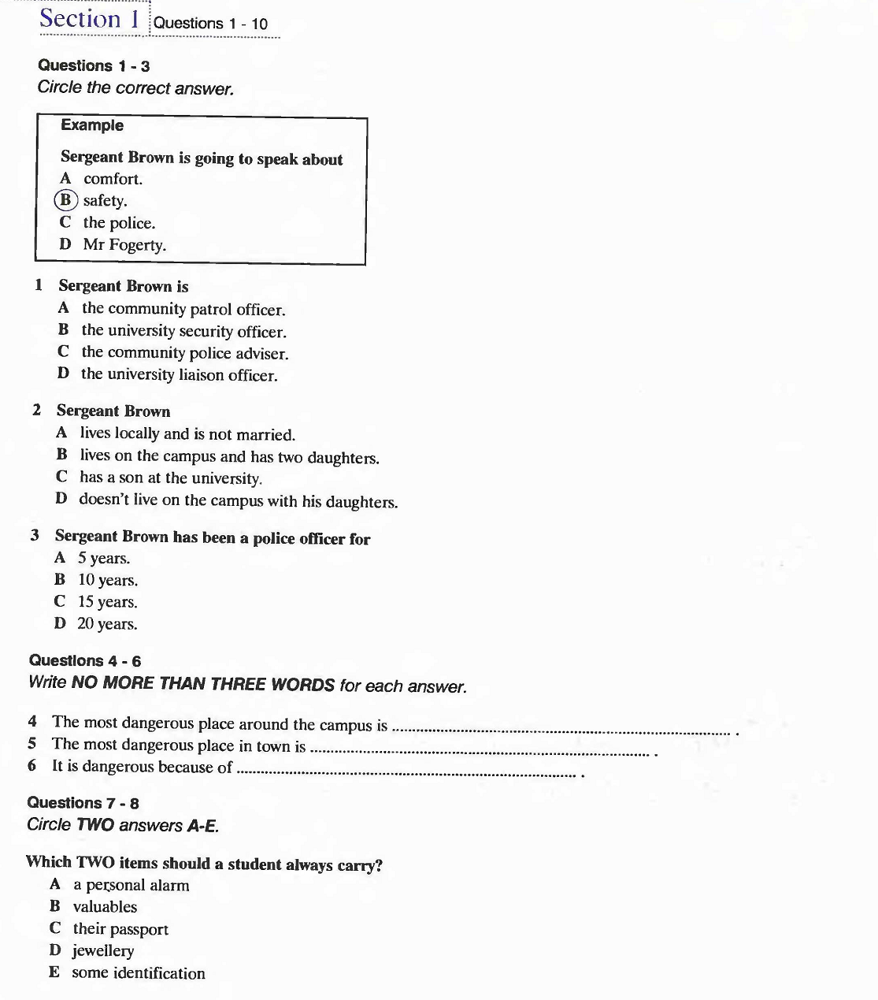 Section 1 Questions 1 - 10
Questions 1 - 3
Circle the correct answer.
Example
Sergeant Brown is going to speak about
A comfort.
B safety.
C the police.
D Mr Fogerty.
1 Sergeant Brown is
A the community patrol officer.
B the university security officer.
C the community police adviser.
D the university liaison officer.
2 Sergeant Brown
A lives locally and is not married.
B lives on the campus and has two daughters.
C has a son at the university.
D doesn't live on the campus with his daughters.
3 Sergeant Brown has been a police officer for
A 5 years.
B 10 years.
C 15 years.
D 20 years.
Questions 4 - 6
Write NO MORE THAN THREE WORDS for each answer.
4 The most dangerous place around the campus is .................... .
5 The most dangerous place in town is .................... .
6 It is dangerous because of .................... .
Questions 7 - 8
Circle TWO answers A-E.
Which TWO items should a student always carry?
A a personal alarm
B valuables
C their passport
D jewellery
E some identification